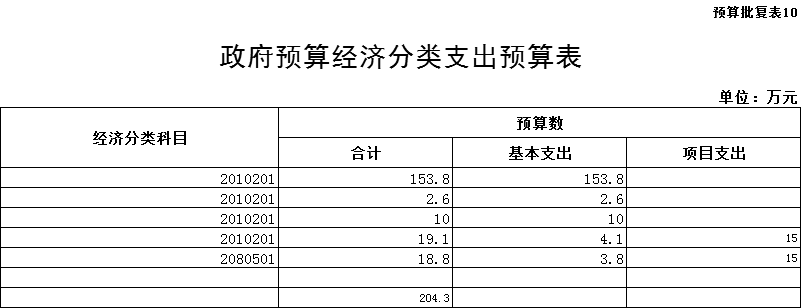 预算批复表10
政府预算经济分类支出预算表
单位：万元
经济分类科目 预算数
合计 基本支出 项目支出
2010201 153.8 153.8
2010201 2.6 2.6
2010201 10 10
2010201 19.1 4.1 15
2080501 18.8 3.8 15
204.3